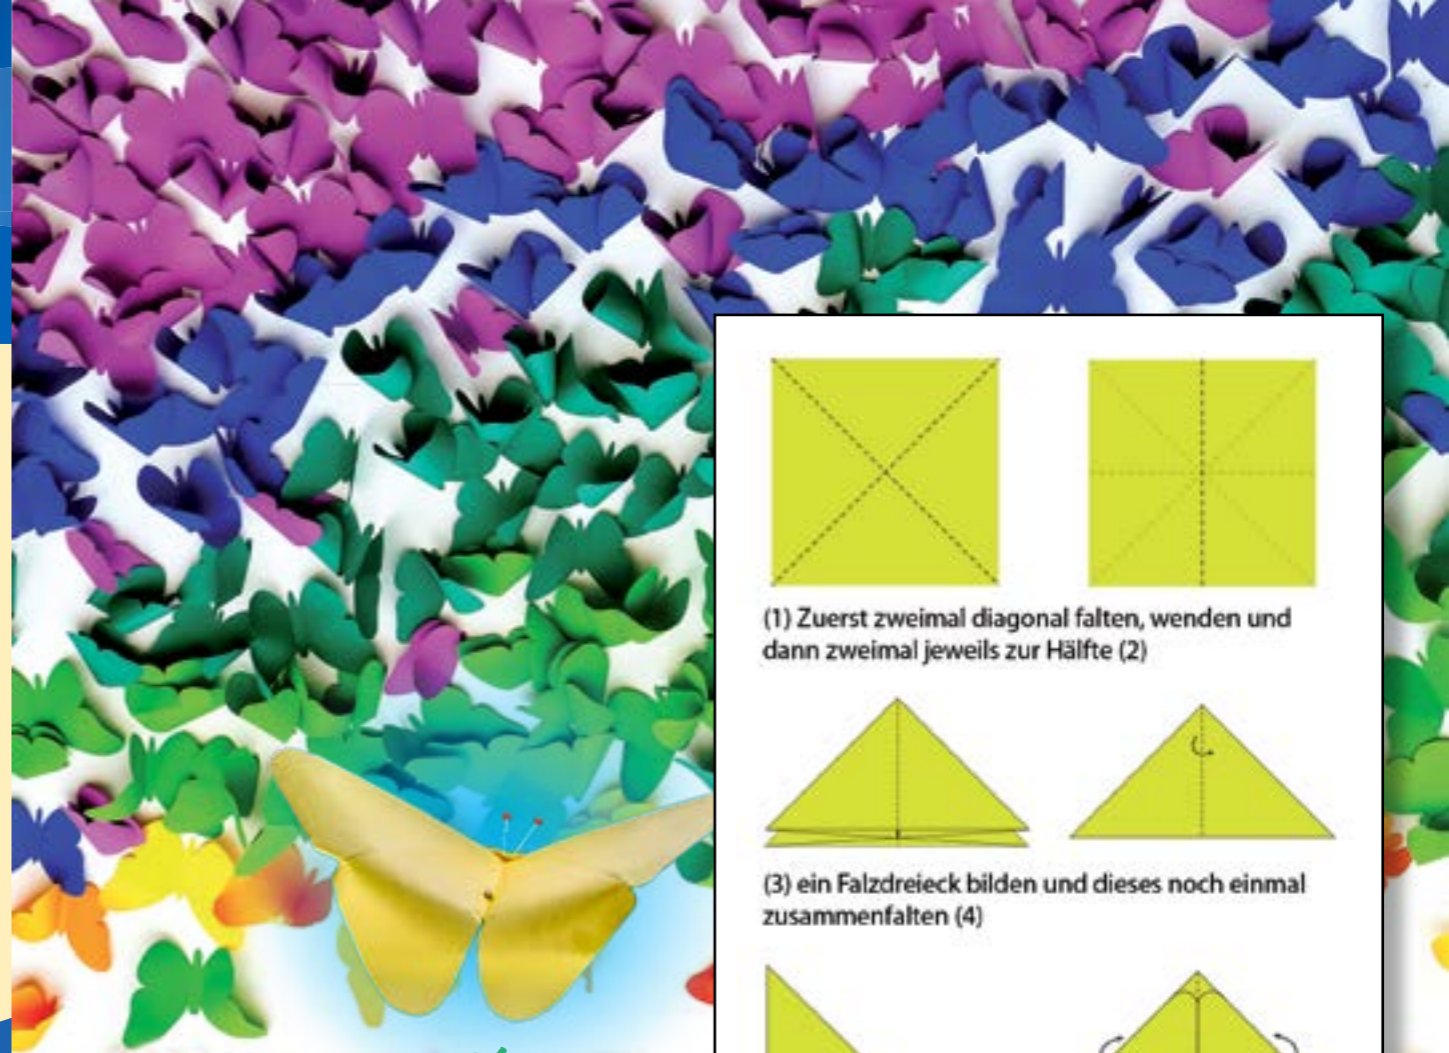 (1) Zuerst zweimal diagonal falten, wenden und
dann zweimal jeweils zur Hälfte (2)
(3) ein Falzdreieck bilden und dieses noch einmal
zusammenfalten (4)